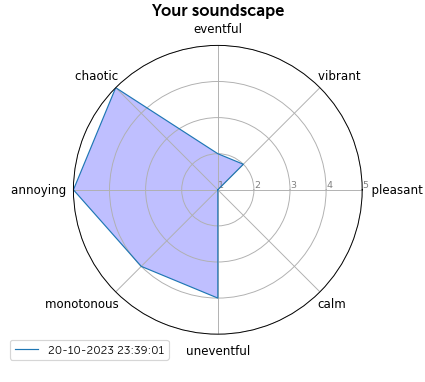 Your soundscape
eventful
chaotic
vibrant
annoying
1
2
3
4
5
pleasant
monotonous
calm
uneventful
20-10-2023 23:39:01